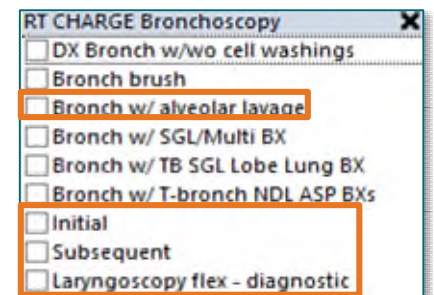 RT CHARGE Bronchoscopy
DX Bronch w/wo cell washings
Bronch brush
Bronch w/ alveolar lavage
Bronch w/ SGL/Multi BX
Bronch w/ TB SGL Lobe Lung BX
Bronch w/ T-bronch NDL ASP BXs
Initial
Subsequent
Laryngoscopy flex - diagnostic